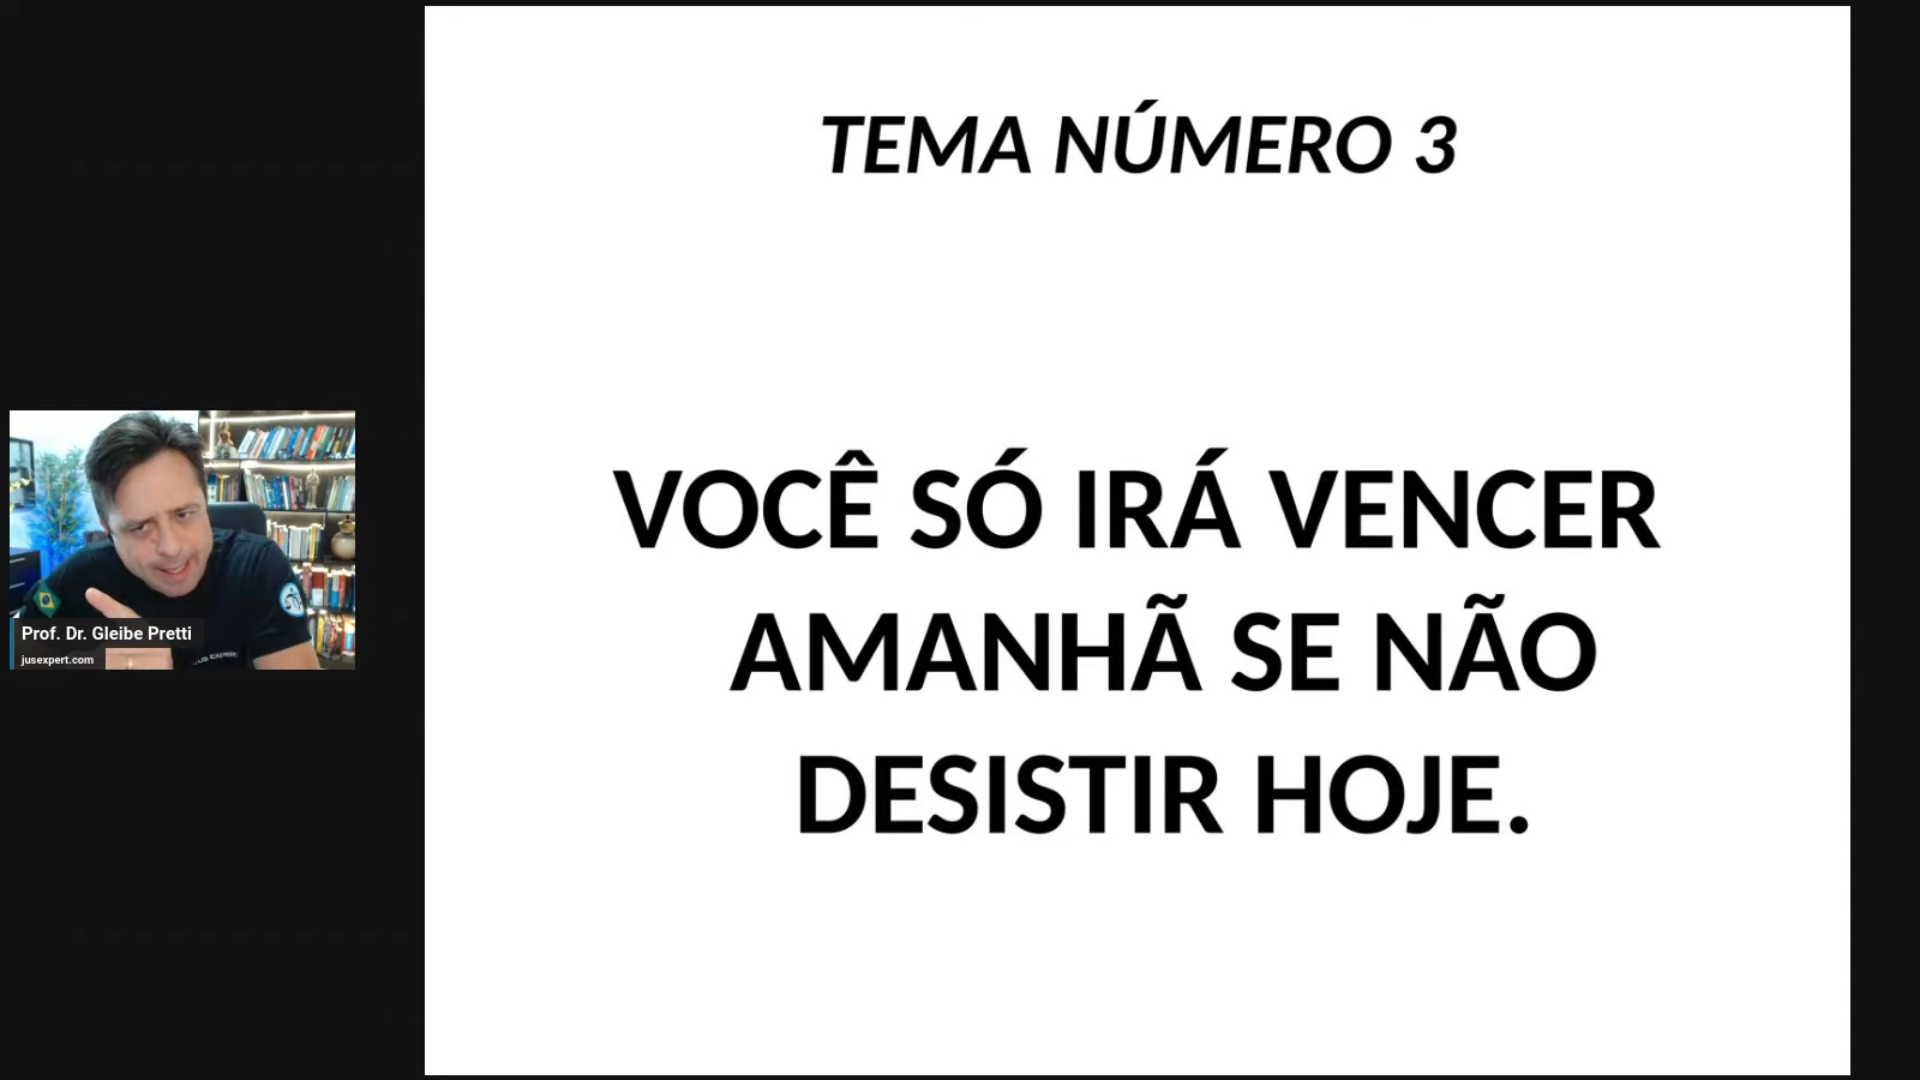 TEMA NÚMERO 3
VOCÊ SÓ IRÁ VENCER
AMANHÃ SE NÃO
DESISTIR HOJE.
Prof. Dr. Gleibe Pretti
jusexpert.com